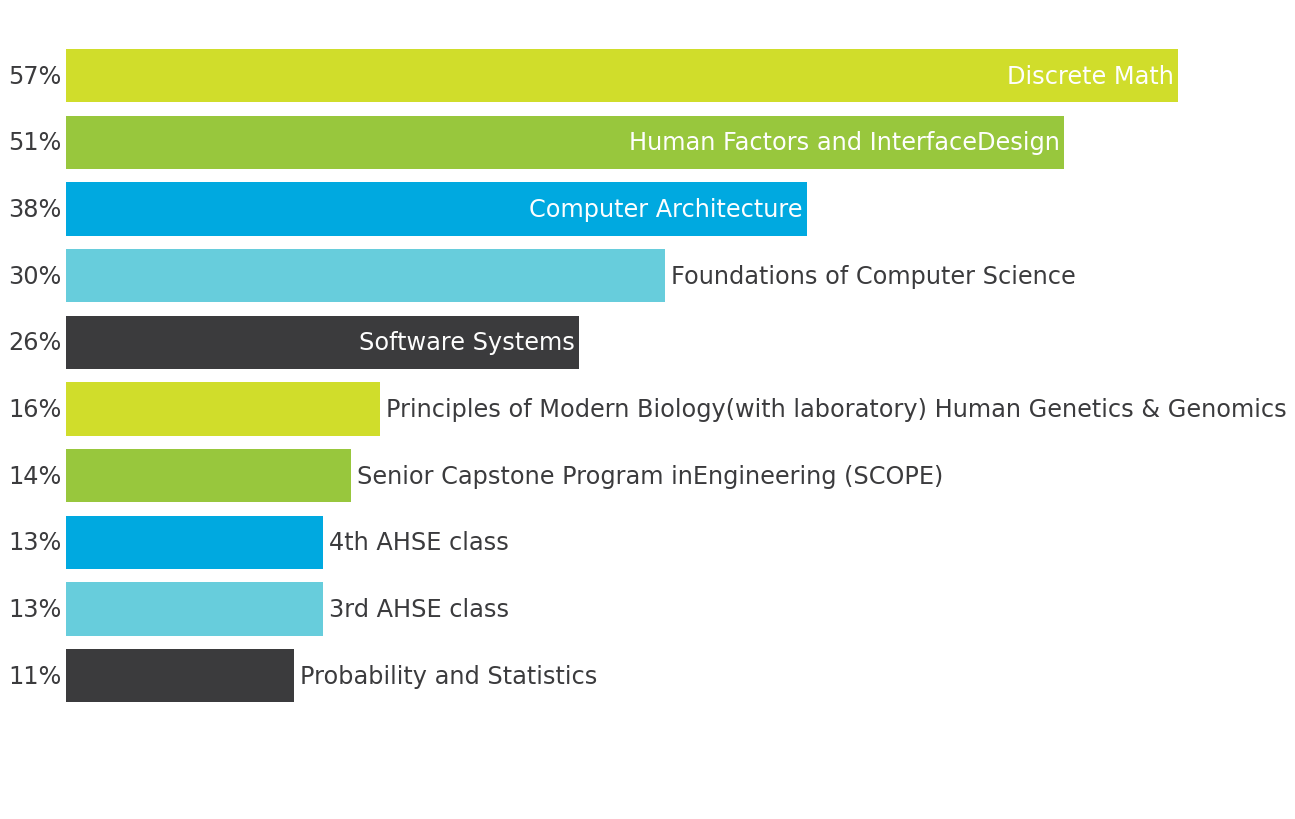 57% Discrete Math
51% Human Factors and InterfaceDesign
38% Computer Architecture
30% Foundations of Computer Science
26% Software Systems
16% Principles of Modern Biology(with laboratory) Human Genetics & Genomics
14% Senior Capstone Program inEngineering (SCOPE)
13% 4th AHSE class
13% 3rd AHSE class
11% Probability and Statistics